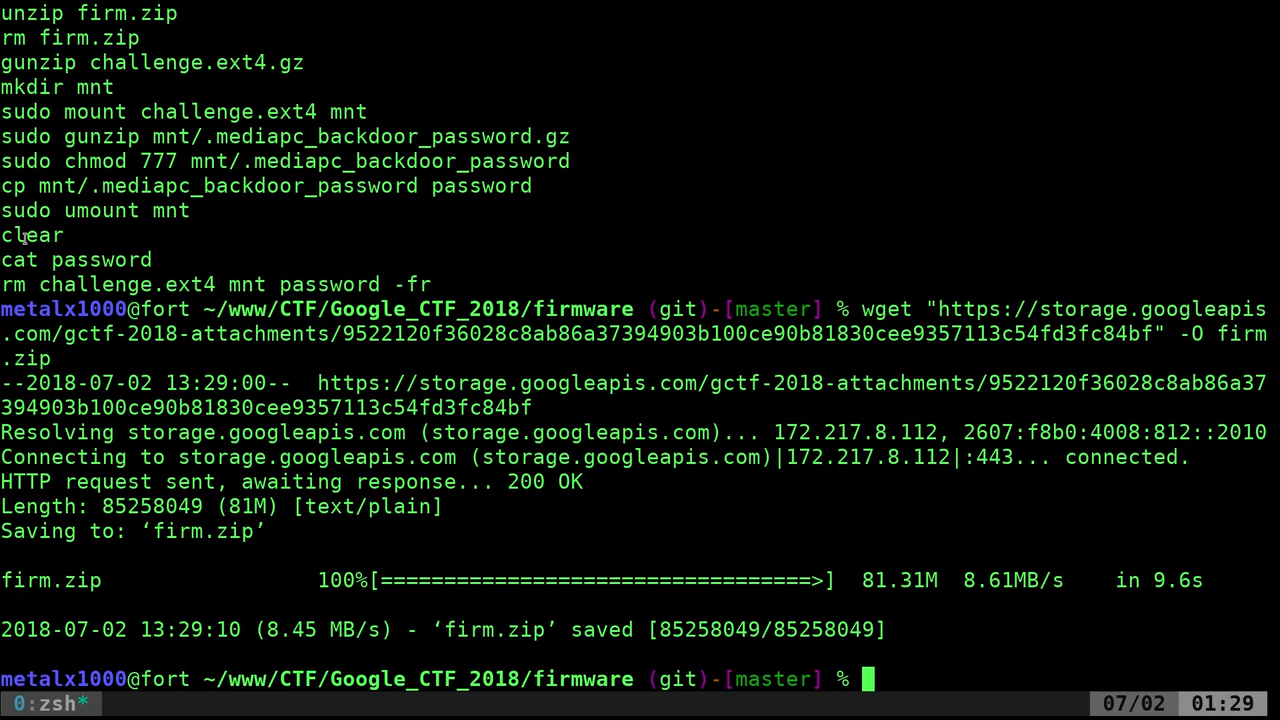 unzip firm.zip
rm firm.zip
gunzip challenge.ext4.gz
mkdir mnt
sudo mount challenge.ext4 mnt
sudo gunzip mnt/.mediapc_backdoor_password.gz
sudo chmod 777 mnt/.mediapc_backdoor_password
cp mnt/.mediapc_backdoor_password password
sudo umount mnt
clear
cat password
rm challenge.ext4 mnt password -fr
metalx1000@fort ~/www/CTF/Google_CTF_2018/firmware (git)-[master] % wget "https://storage.googleapis
.com/gctf-2018-attachments/9522120f36028c8ab86a37394903b100ce90b81830cee9357113c54fd3fc84bf" -O firm
.zip
--2018-07-02 13:29:00--  https://storage.googleapis.com/gctf-2018-attachments/9522120f36028c8ab86a37
394903b100ce90b81830cee9357113c54fd3fc84bf
Resolving storage.googleapis.com (storage.googleapis.com)... 172.217.8.112, 2607:f8b0:4008:812::2010
Connecting to storage.googleapis.com (storage.googleapis.com)|172.217.8.112|:443... connected.
HTTP request sent, awaiting response... 200 OK
Length: 85258049 (81M) [text/plain]
Saving to: ‘firm.zip’
firm.zip                 100%[==================================>]  81.31M  8.61MB/s    in 9.6s
2018-07-02 13:29:10 (8.45 MB/s) - ‘firm.zip’ saved [85258049/85258049]
metalx1000@fort ~/www/CTF/Google_CTF_2018/firmware (git)-[master] %
0:zsh* 07/02 01:29